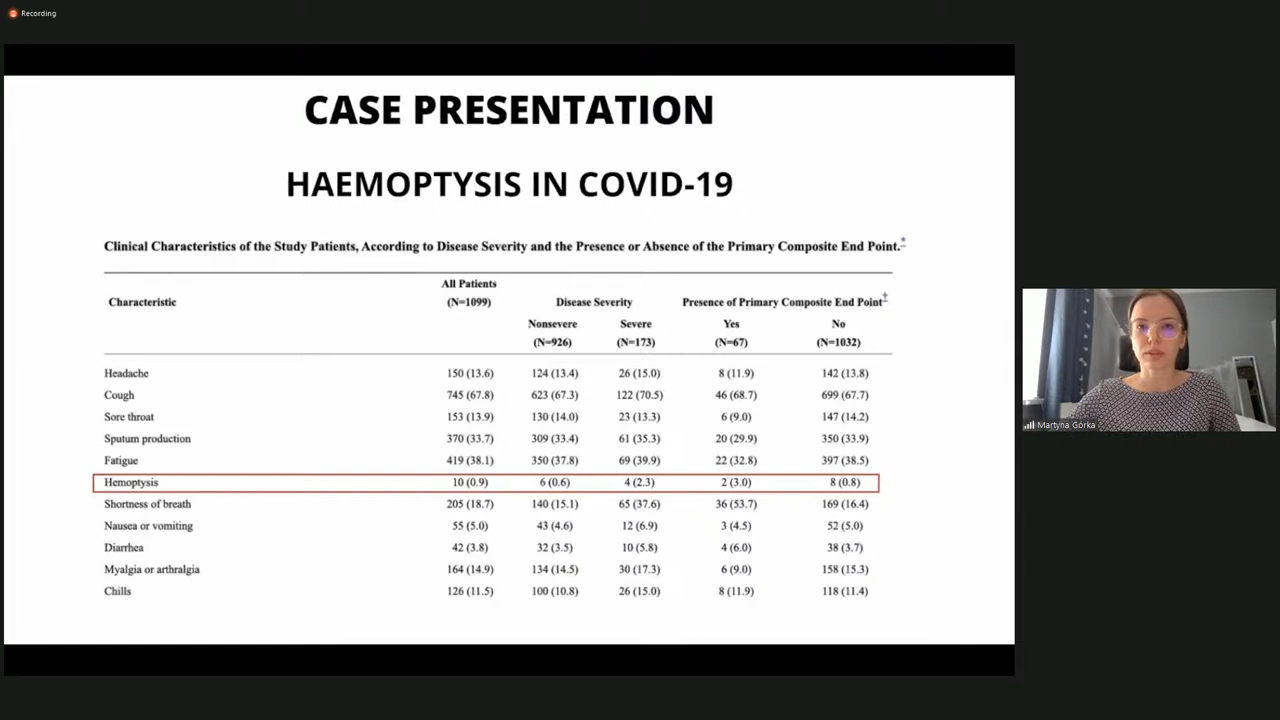 Recording
CASE PRESENTATION
HAEMOPTYSIS IN COVID-19
Clinical Characteristics of the Study Patients, According to Disease Severity and the Presence or Absence of the Primary Composite End Point.*
Characteristic All Patients (N=1099) Disease Severity Presence of Primary Composite End Point†
Nonsevere (N=926) Severe (N=173) Yes (N=67) No (N=1032)
Headache 150 (13.6) 124 (13.4) 26 (15.0) 8 (11.9) 142 (13.8)
Cough 745 (67.8) 623 (67.3) 122 (70.5) 46 (68.7) 699 (67.7)
Sore throat 153 (13.9) 130 (14.0) 23 (13.3) 6 (9.0) 147 (14.2)
Sputum production 370 (33.7) 309 (33.4) 61 (35.3) 20 (29.9) 350 (33.9)
Fatigue 419 (38.1) 350 (37.8) 69 (39.9) 22 (32.8) 397 (38.5)
Hemoptysis 10 (0.9) 6 (0.6) 4 (2.3) 2 (3.0) 8 (0.8)
Shortness of breath 205 (18.7) 140 (15.1) 65 (37.6) 36 (53.7) 169 (16.4)
Nausea or vomiting 55 (5.0) 43 (4.6) 12 (6.9) 3 (4.5) 52 (5.0)
Diarrhea 42 (3.8) 32 (3.5) 10 (5.8) 4 (6.0) 38 (3.7)
Myalgia or arthralgia 164 (14.9) 134 (14.5) 30 (17.3) 6 (9.0) 158 (15.3)
Chills 126 (11.5) 100 (10.8) 26 (15.0) 8 (11.9) 118 (11.4)
Martyna Górka